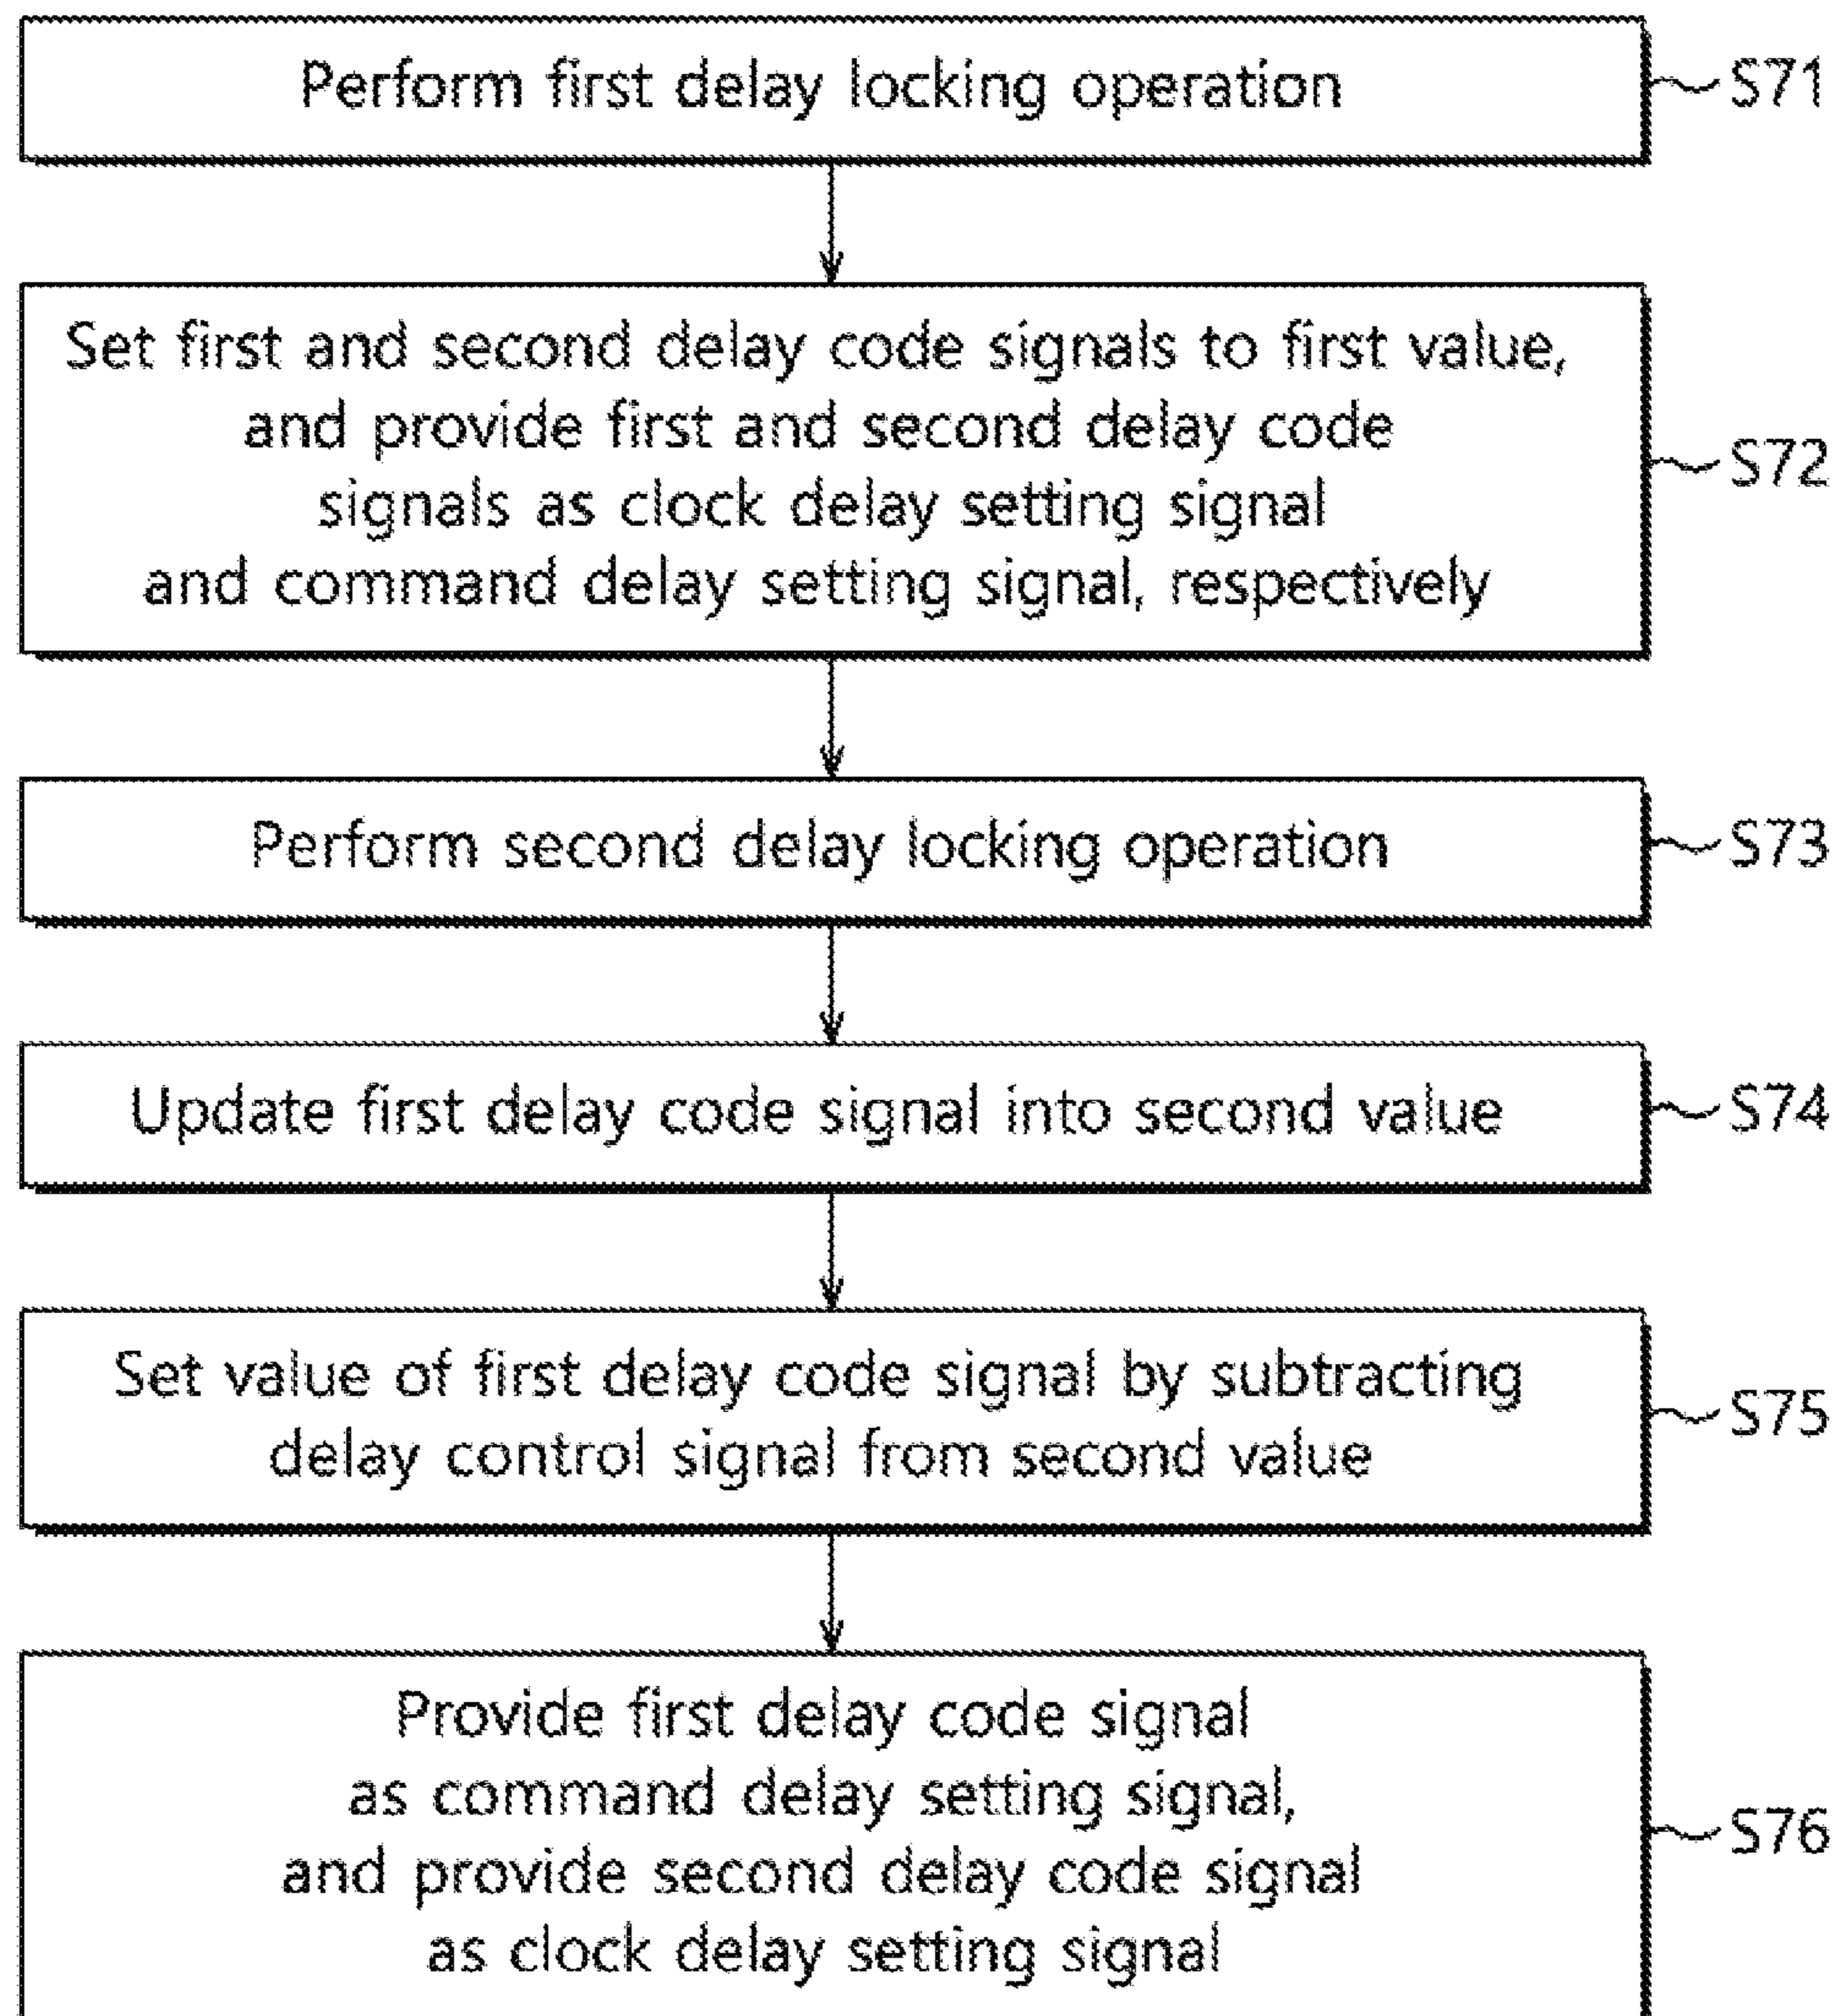 Perform first delay locking operation
S71
Set first and second delay code signals to first value,
and provide first and second delay code
signals as clock delay setting signal
and command delay setting signal, respectively
S72
Perform second delay locking operation
S73
Update first delay code signal into second value
S74
Set value of first delay code signal by subtracting
delay control signal from second value
S75
Provide first delay code signal
as command delay setting signal,
and provide second delay code signal
as clock delay setting signal
S76